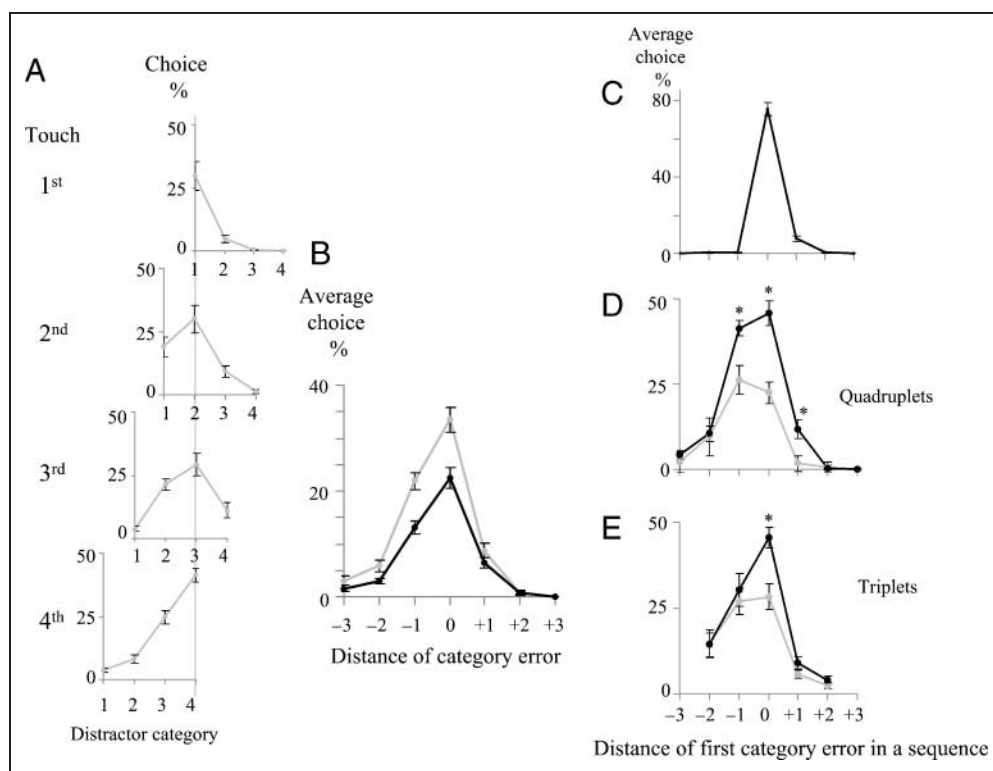 A
Choice
%
Touch
1st
50
25
0
1 2 3 4
2nd
50
25
0
1 2 3 4
3rd
50
25
0
1 2 3 4
4th
50
25
0
1 2 3 4
Distractor category
B
Average
choice
%
40
20
0
–3 –2 –1 0 +1 +2 +3
Distance of category error
Average
choice
%
C
80
40
0
D
50
25
0
* * *
Quadruplets
E
50
25
0
*
Triplets
–3 –2 –1 0 +1 +2 +3
Distance of first category error in a sequence